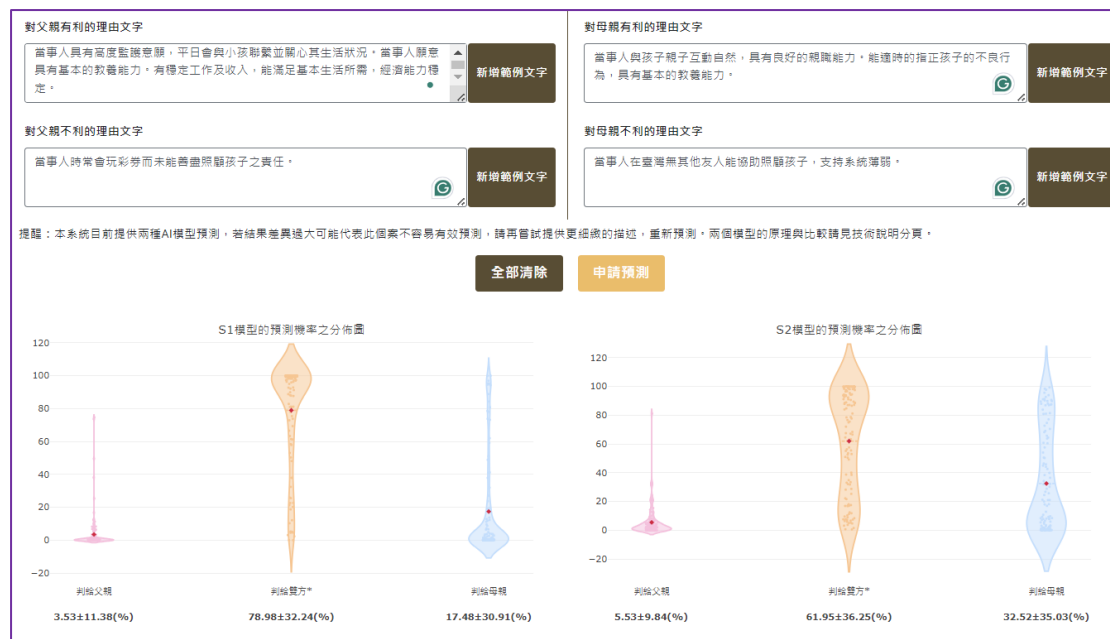 對父親有利的理由文字
當事人具有高度監護意願，平日會與小孩聯繫並關心其生活狀況。當事人願意
具有基本的教養能力。有穩定工作及收入，能滿足基本生活所需，經濟能力穩
定。
新增範例文字
對母親有利的理由文字
當事人與孩子親子互動自然，具有良好的親職能力。能適時的指正孩子的不良行
為，具有基本的教養能力。
新增範例文字
對父親不利的理由文字
當事人時常會玩彩券而未能善盡照顧孩子之責任。
新增範例文字
對母親不利的理由文字
當事人在臺灣無其他友人能協助照顧孩子，支持系統薄弱。
新增範例文字
提醒：本系統目前提供兩種AI模型預測，若結果差異過大可能代表此個案不容易有效預測，請再嘗試提供更細緻的描述，重新預測。兩個模型的原理與比較請見技術說明分頁。
全部清除
申請預測
S1模型的預測機率之分佈圖
120
100
80
60
40
20
0
−20
判給父親
判給雙方*
判給母親
3.53±11.38(%)
78.98±32.24(%)
17.48±30.91(%)
S2模型的預測機率之分佈圖
120
100
80
60
40
20
0
−20
判給父親
判給雙方*
判給母親
5.53±9.84(%)
61.95±36.25(%)
32.52±35.03(%)